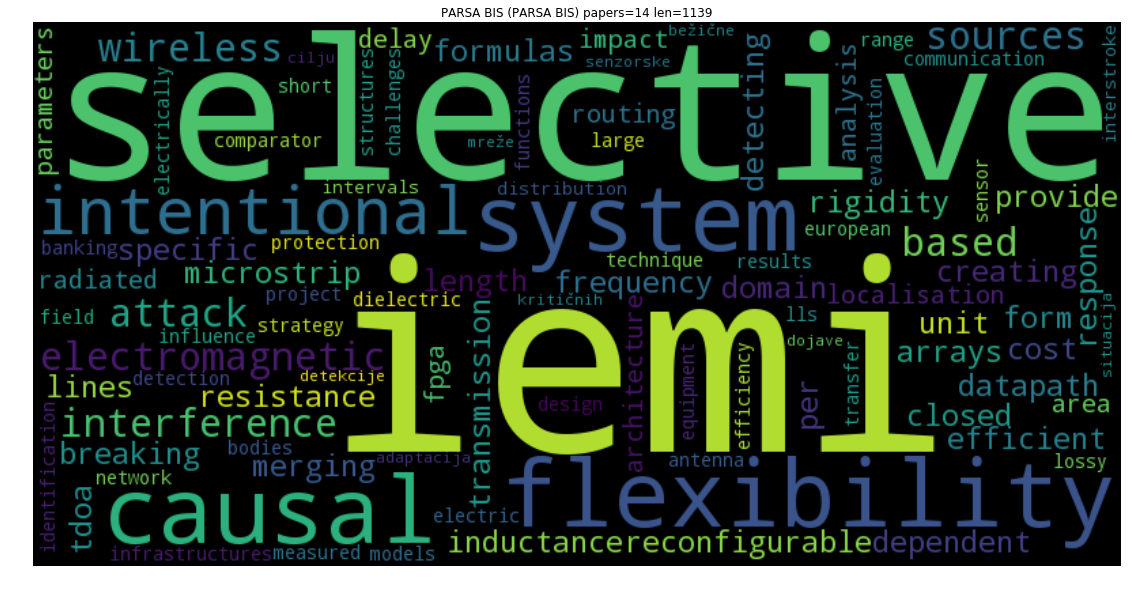 PARSA BIS (PARSA BIS) papers=14 len=1139
parameters
wireless
cilju
delay
formulas
impact
bežične
range
sources
senzorske
communication
interstroke
selective
electrically
short
structures
challenges
functions
routing
detecting
analysis
evaluation
comparator
mreže
large
intervals
distribution
sensor
provide
intentional
system
rigidity
european
response
banking
specific
protection
technique
results
based
creating
radiated
microstrip
length
frequency
domain
localisation
project
dielectric
kritičnih
field
attack
strategy
influence
transmission
architecture
lls
unit
form
situacija
iemi
dojave
electromagnetic
detection
detekcije
fpga
design
equipment
efficiency
per
transfer
arrays
cost
lines
resistance
datapath
area
interference
closed
efficient
identification
breaking
bodies
merging
adaptacija
antenna
lossy
network
tdoa
causal
electric
flexibility
infrastructures
measured
models
inductance
reconfigurable
dependent